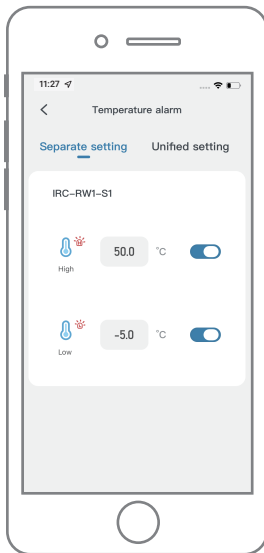 11:27
Temperature alarm
Separate setting Unified setting
IRC-RW1-S1
H
50.0 °C
High
L
-5.0 °C
Low